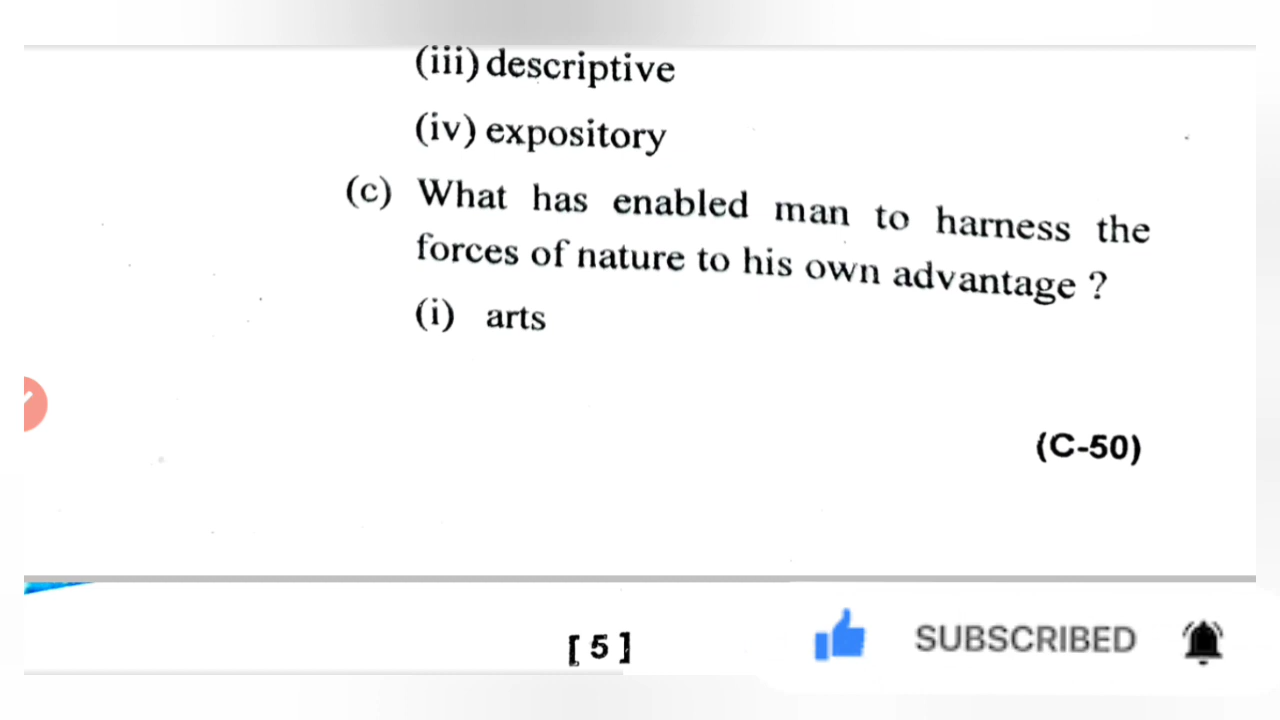 (iii) descriptive
(iv) expository
(c) What has enabled man to harness the
forces of nature to his own advantage ?
(i) arts
(C-50)
[ 5 ]
SUBSCRIBED